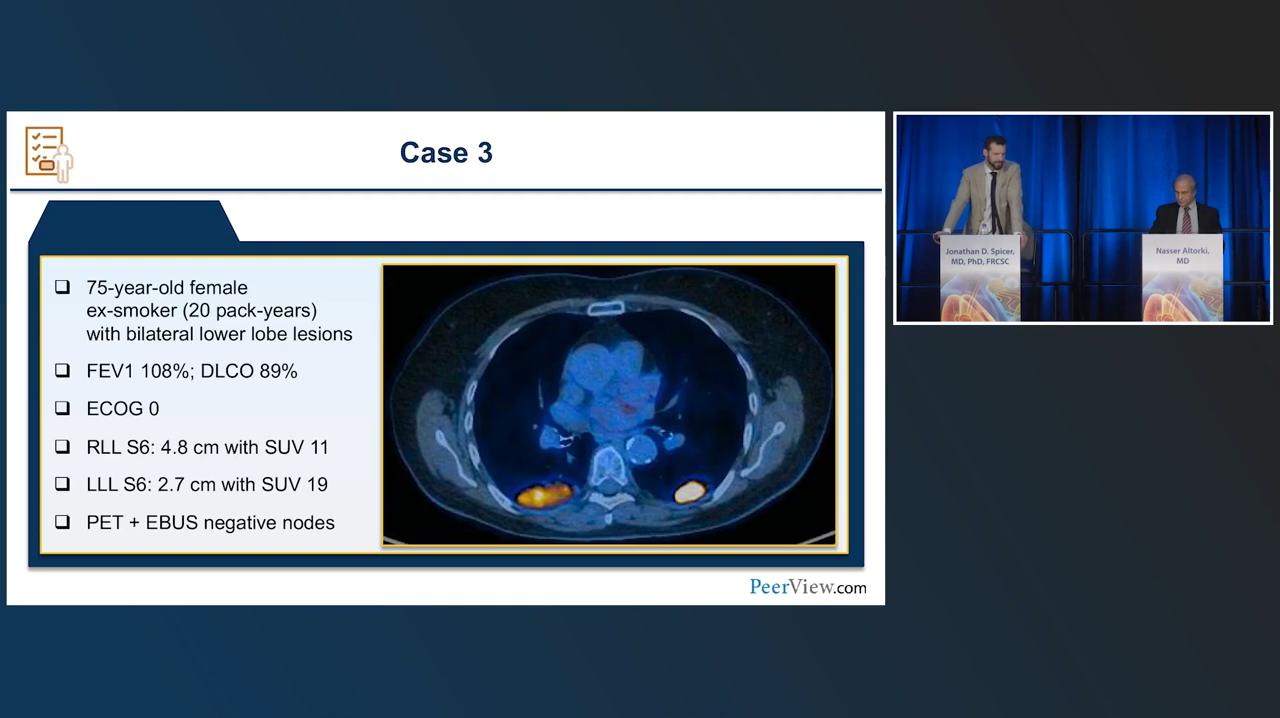 Case 3
75-year-old female
ex-smoker (20 pack-years)
with bilateral lower lobe lesions
FEV1 108%; DLCO 89%
ECOG 0
RLL S6: 4.8 cm with SUV 11
LLL S6: 2.7 cm with SUV 19
PET + EBUS negative nodes
PeerView.com
Jonathan D. Spicer,
MD, PhD, FRCSC
Nasser Altorki,
MD